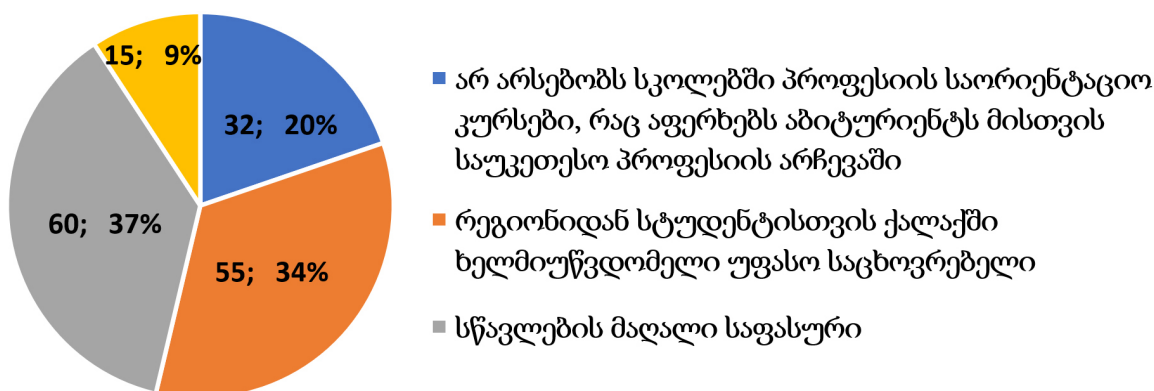 15; 9%
32; 20%
60; 37%
55; 34%
არ არსებობს სკოლებში პროფესიის საორიენტაციო
კურსები, რაც აფერხებს აბიტურიენტს მისთვის
საუკეთესო პროფესიის არჩევაში
რეგიონიდან სტუდენტისთვის ქალაქში
ხელმიუწვდომელი უფასო საცხოვრებელი
სწავლების მაღალი საფასური